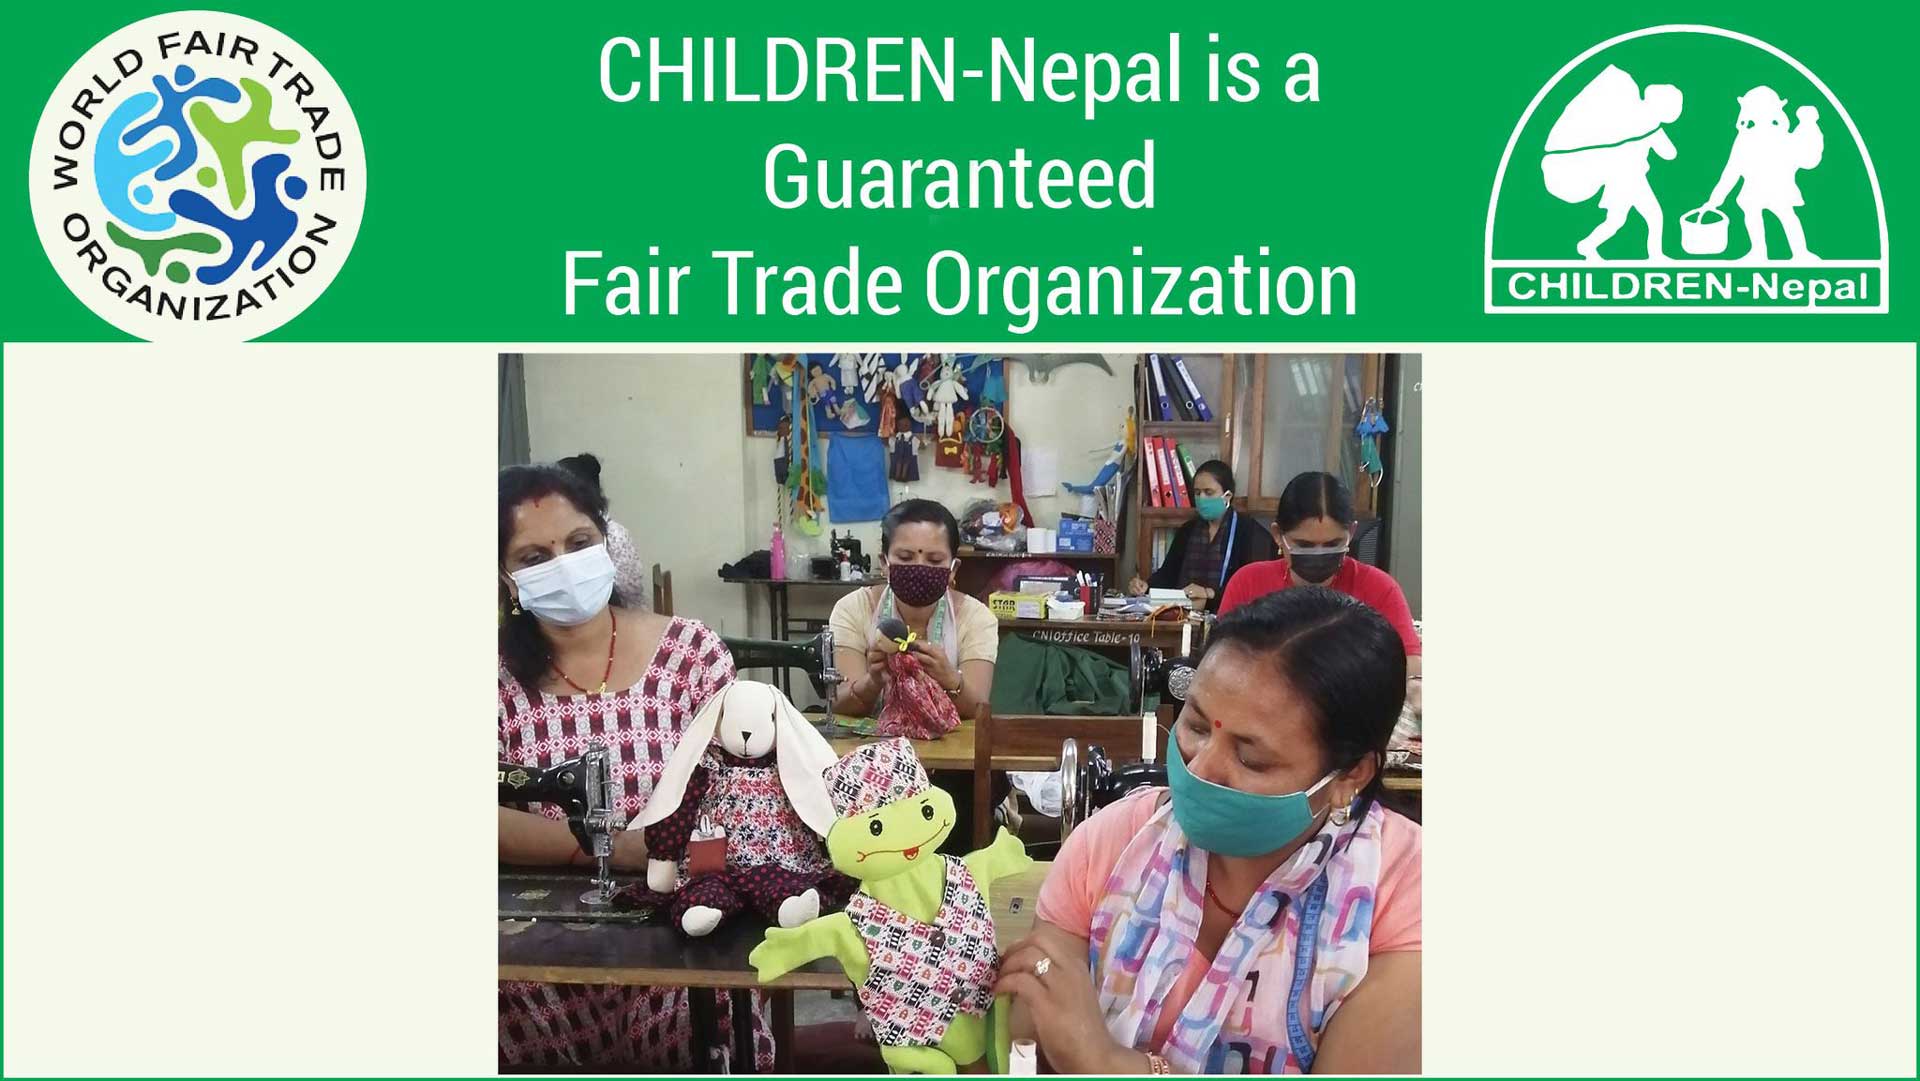 WORLD FAIR TRADE
ORGANIZATION
CHILDREN-Nepal is a
Guaranteed
Fair Trade Organization
CHILDREN-Nepal
STAR
CN|Office Table-10